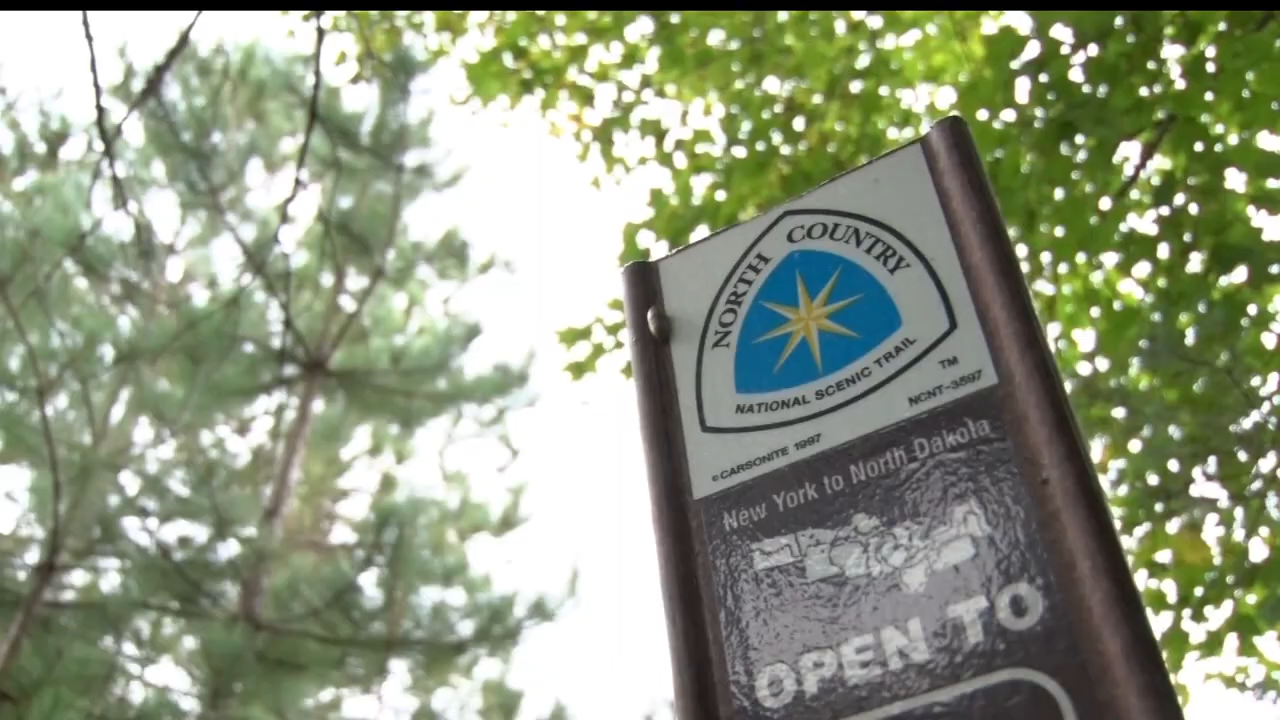 NORTH COUNTRY
NATIONAL SCENIC TRAIL
TM
NCNT-3597
©CARSONITE 1997
New York to North Dakota
OPEN TO